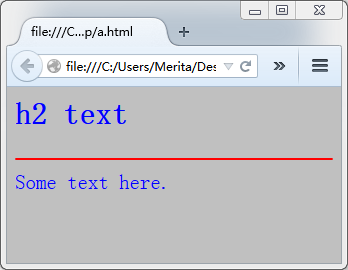 file:///C...p/a.html
file:///C:/Users/Merita/Des
h2 text
Some text here.